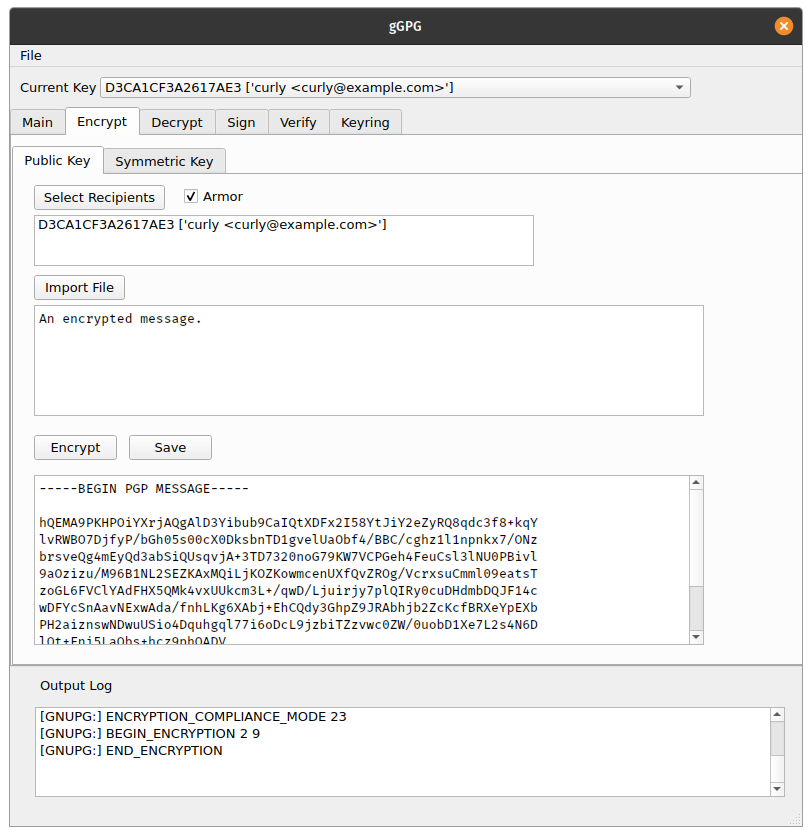 gGPG
File
Current Key D3CA1CF3A2617AE3 ['curly <curly@example.com>']
Main Encrypt Decrypt Sign Verify Keyring
Public Key Symmetric Key
Select Recipients Armor
D3CA1CF3A2617AE3 ['curly <curly@example.com>']
Import File
An encrypted message.
Encrypt Save
-----BEGIN PGP MESSAGE-----
hQEMA9PKHPOiYXrjAQgAlD3Yibub9CaIQtXDFx2I58YtJiY2eZyRQ8qdc3f8+kqY
lvRWBO7DjfyP/bGh05s00cX0DksbnTD1gvelUaObf4/BBC/cghz1l1npnkx7/ONz
brsveQg4mEyQd3abSiQUsqvjA+3TD7320noG79KW7VCPGeh4FeuCsl3lNU0PBivl
9aOzizu/M96B1NL2SEZKAxMQiLjKOZKowmcenUXfQvZROg/VcrxsuCmml09eatsT
zoGL6FVClYAdFHX5QMk4vxUUkcm3L+/qwD/Ljuirjy7plQIRy0cuDHdmbDQJF14c
wDFYcSnAavNExwAda/fnhLKg6XAbj+EhCQdy3GhpZ9JRAbhjb2ZcKcfBRXeYpEXb
PH2aiznswNDwuUSio4Dquhgql77i6oDcL9jzbiTZzvwc0ZW/0uobD1Xe7L2s4N6D
Output Log
[GNUPG:] ENCRYPTION_COMPLIANCE_MODE 23
[GNUPG:] BEGIN_ENCRYPTION 2 9
[GNUPG:] END_ENCRYPTION